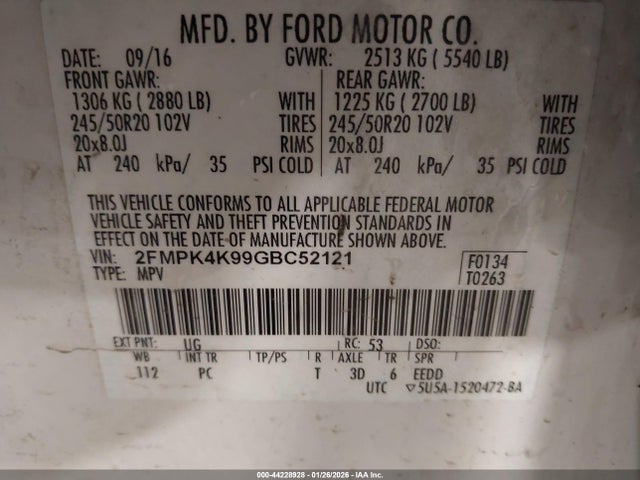 MFD. BY FORD MOTOR CO.
DATE: 09/16 GVWR: 2513 KG ( 5540 LB)
FRONT GAWR: REAR GAWR:
1306 KG ( 2880 LB) WITH 1225 KG ( 2700 LB) WITH
245/50R20 102V TIRES 245/50R20 102V TIRES
20x8.0J RIMS 20x8.0J RIMS
AT 240 kPa/ 35 PSI COLD AT 240 kPa/ 35 PSI COLD
THIS VEHICLE CONFORMS TO ALL APPLICABLE FEDERAL MOTOR
VEHICLE SAFETY AND THEFT PREVENTION STANDARDS IN
EFFECT ON THE DATE OF MANUFACTURE SHOWN ABOVE.
VIN: 2FMPK4K99GBC52121 F0134
TYPE: MPV T0263
EXT PNT: UG RC: 53 DSO:
WB INT TR TP/PS R AXLE TR SPR
112 PC T 3D 6 EEDD
UTC ▽5U5A-1520472-BA
000-44228928 - 01/26/2026 - IAA Inc.